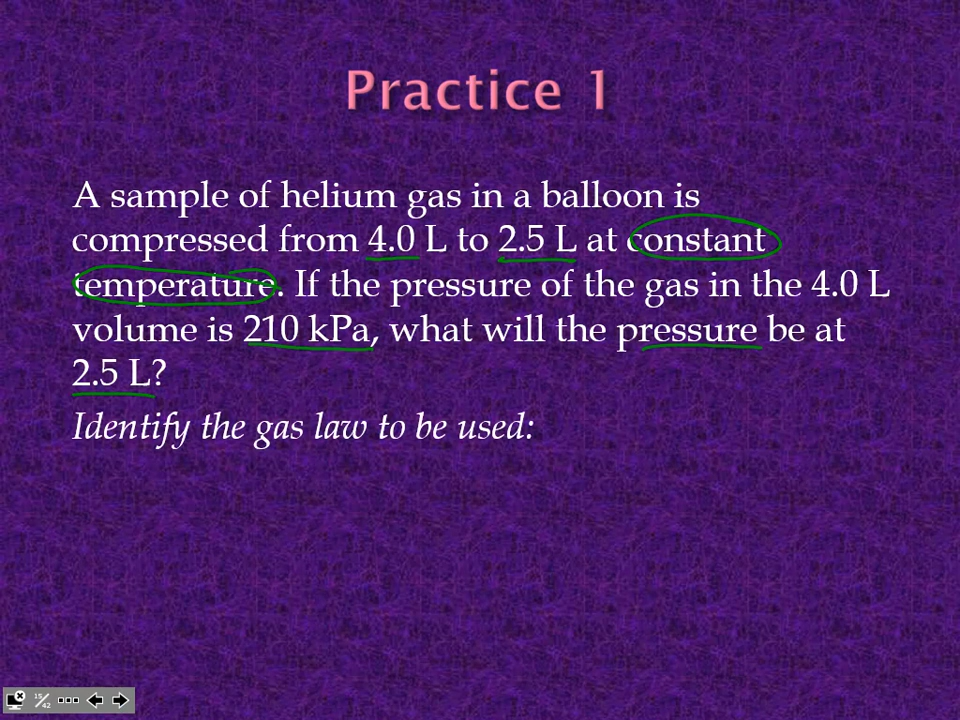 Practice 1
A sample of helium gas in a balloon is
compressed from 4.0 L to 2.5 L at constant
temperature. If the pressure of the gas in the 4.0 L
volume is 210 kPa, what will the pressure be at
2.5 L?
Identify the gas law to be used:
15/42